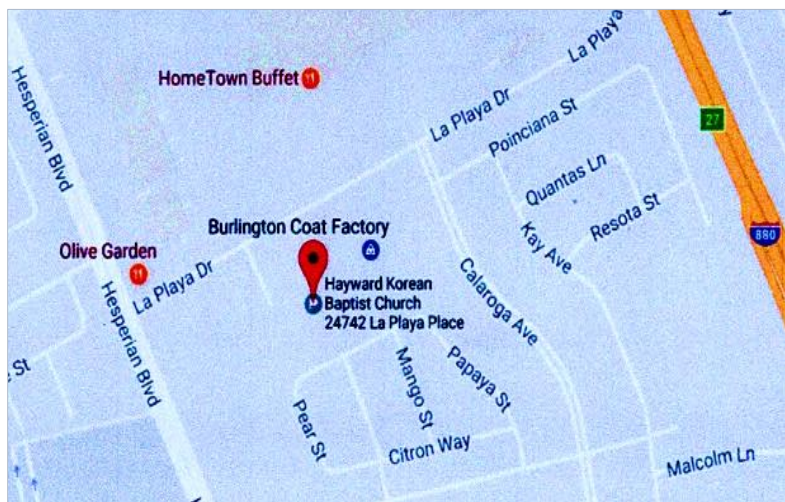 La Playa
HomeTown Buffet
Hesperian Blvd
La Playa Dr
Poinciana St
27
Quantas Ln
Resota St
Burlington Coat Factory
Kay Ave
880
Olive Garden
La Playa Dr
Hayward Korean
Baptist Church
24742 La Playa Place
Calaroga Ave
Hesperian Blvd
St
Mango St
Papaya St
Pear St
Citron Way
Malcolm Ln